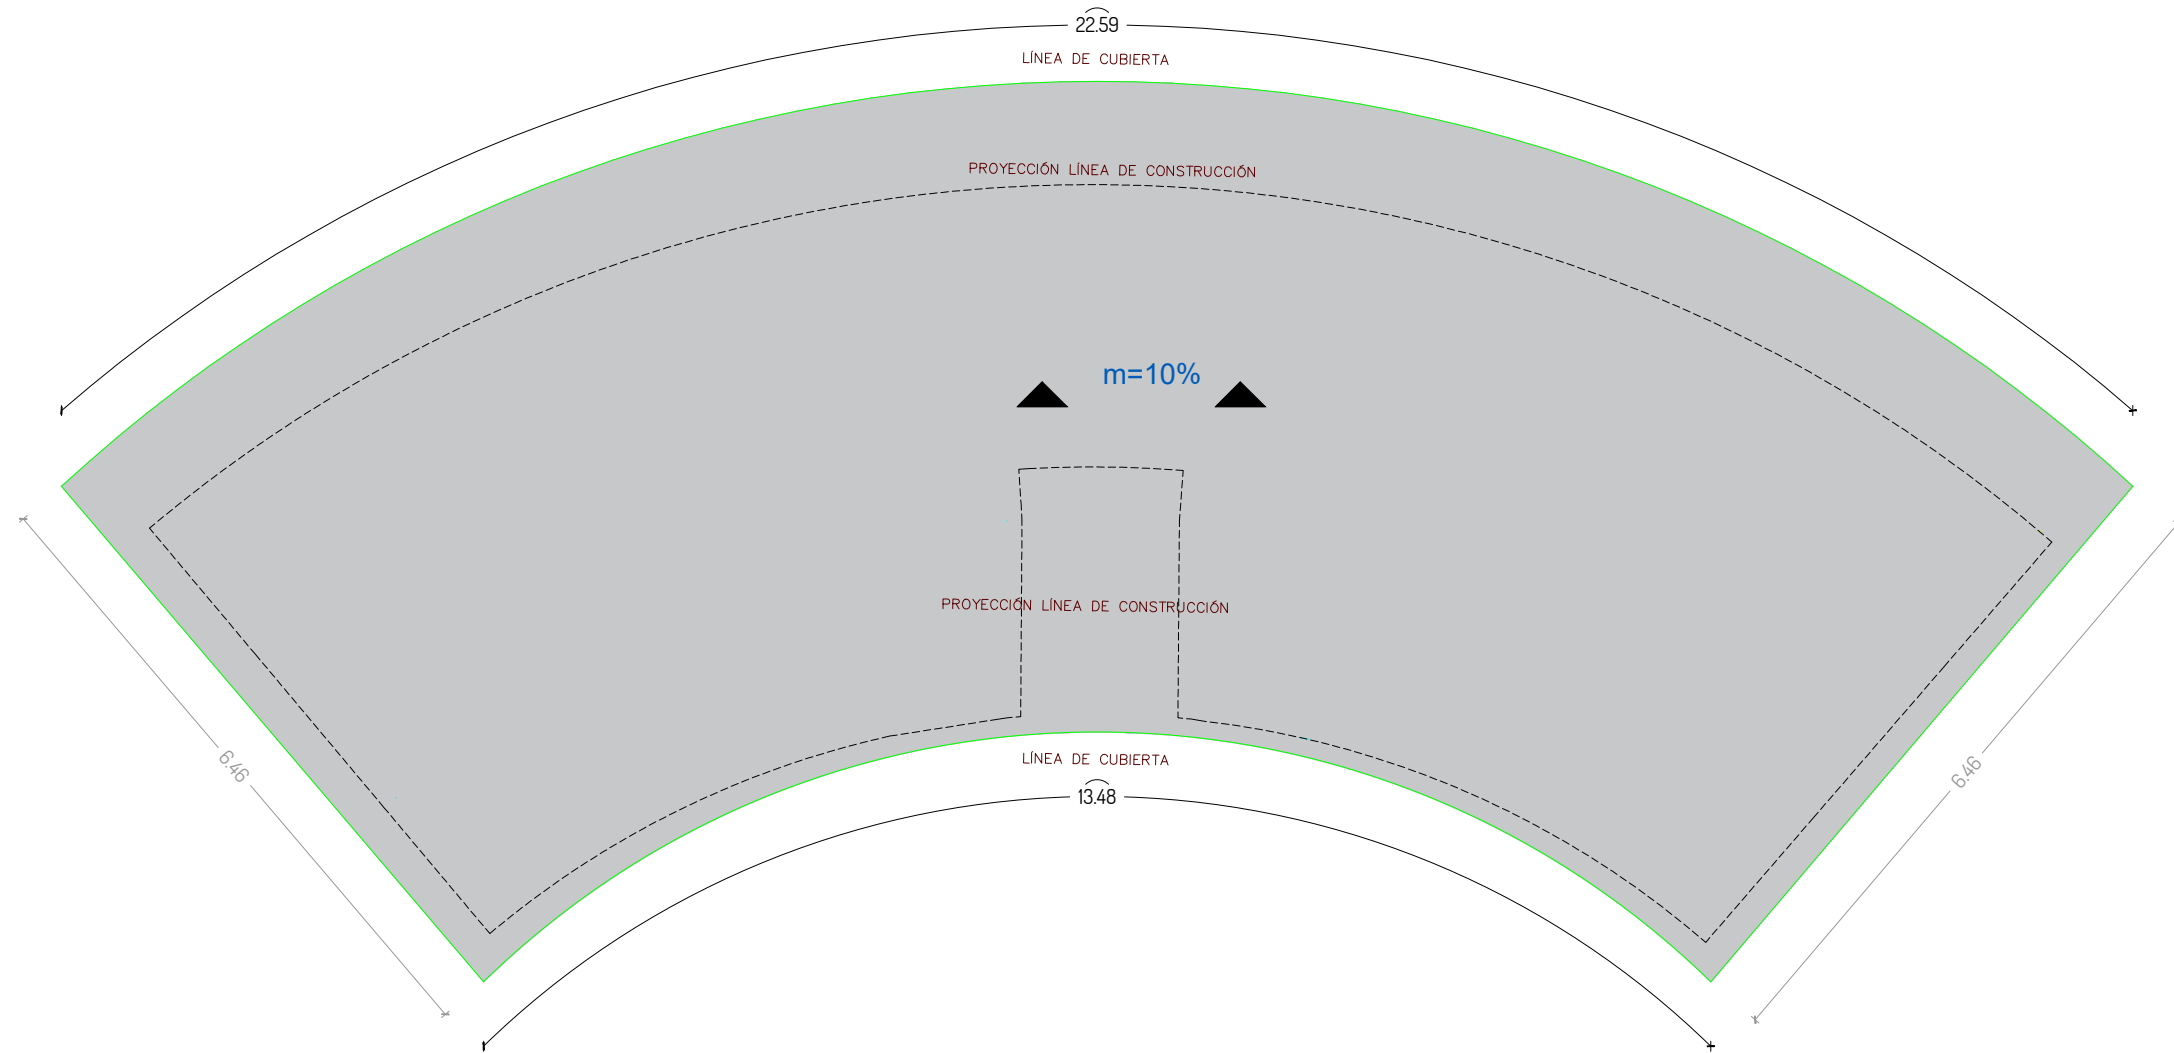 22.59
LÍNEA DE CUBIERTA
PROYECCIÓN LÍNEA DE CONSTRUCCIÓN
m=10%
PROYECCIÓN LÍNEA DE CONSTRUCCIÓN
6.46
6.46
LÍNEA DE CUBIERTA
13.48